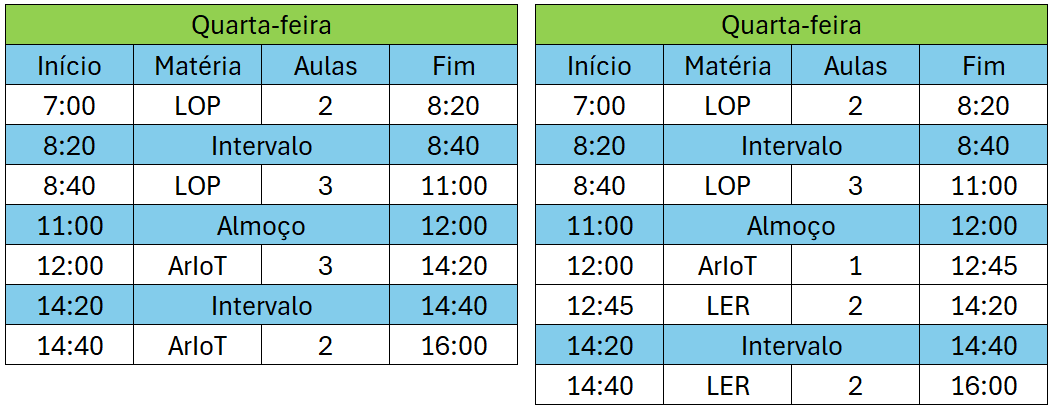 Quarta-feira
Início Matéria Aulas Fim
7:00 LOP 2 8:20
8:20 Intervalo 8:40
8:40 LOP 3 11:00
11:00 Almoço 12:00
12:00 ArIoT 3 14:20
14:20 Intervalo 14:40
14:40 ArIoT 2 16:00
Quarta-feira
Início Matéria Aulas Fim
7:00 LOP 2 8:20
8:20 Intervalo 8:40
8:40 LOP 3 11:00
11:00 Almoço 12:00
12:00 ArIoT 1 12:45
12:45 LER 2 14:20
14:20 Intervalo 14:40
14:40 LER 2 16:00